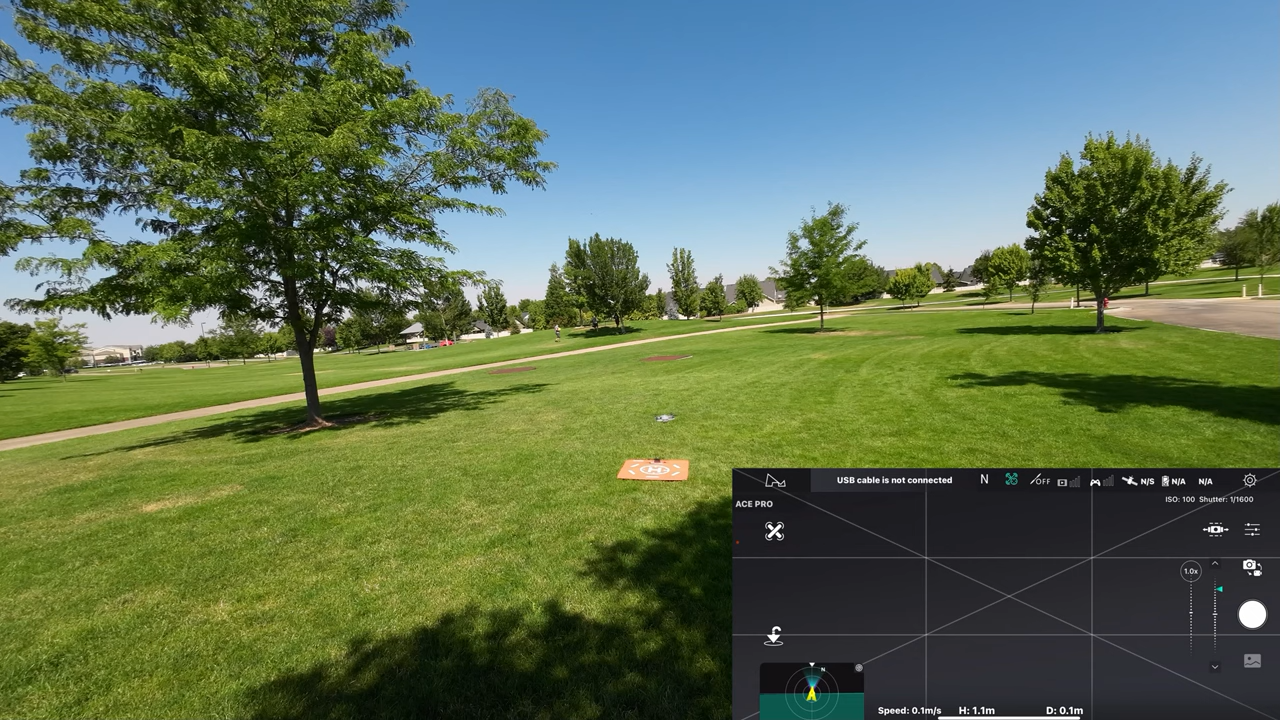 USB cable is not connected
N
OFF
N/S
N/A
N/A
ISO: 100 Shutter: 1/1600
ACE PRO
1.0x
H
N
A
Speed: 0.1m/s
H: 1.1m
D: 0.1m